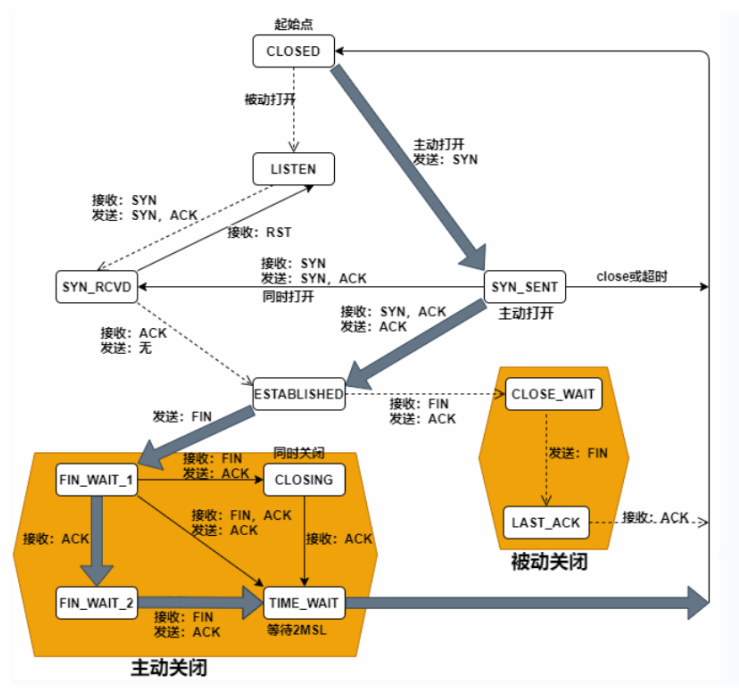 起始点
CLOSED
被动打开
主动打开
发送：SYN
LISTEN
接收：SYN
发送：SYN，ACK
接收：RST
接收：SYN
发送：SYN，ACK
同时打开
SYN_RCVD
SYN_SENT
主动打开
close或超时
接收：SYN，ACK
发送：ACK
接收：ACK
发送：无
ESTABLISHED
接收：FIN
发送：ACK
CLOSE_WAIT
发送：FIN
发送：FIN
LAST_ACK
接收：ACK
被动关闭
同时关闭
FIN_WAIT_1
接收：FIN
发送：ACK
CLOSING
接收：ACK
接收：FIN，ACK
发送：ACK
接收：ACK
FIN_WAIT_2
接收：FIN
发送：ACK
TIME_WAIT
等待2MSL
主动关闭